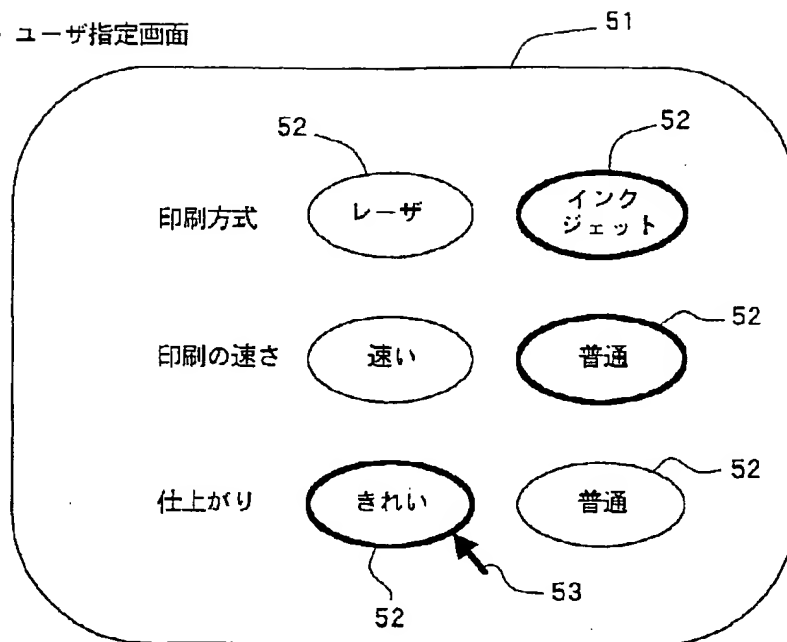 ユーザ指定画面
51
52
52
印刷方式
レーザ
インク
ジェット
52
印刷の速さ
速い
普通
52
仕上がり
きれい
普通
52
53